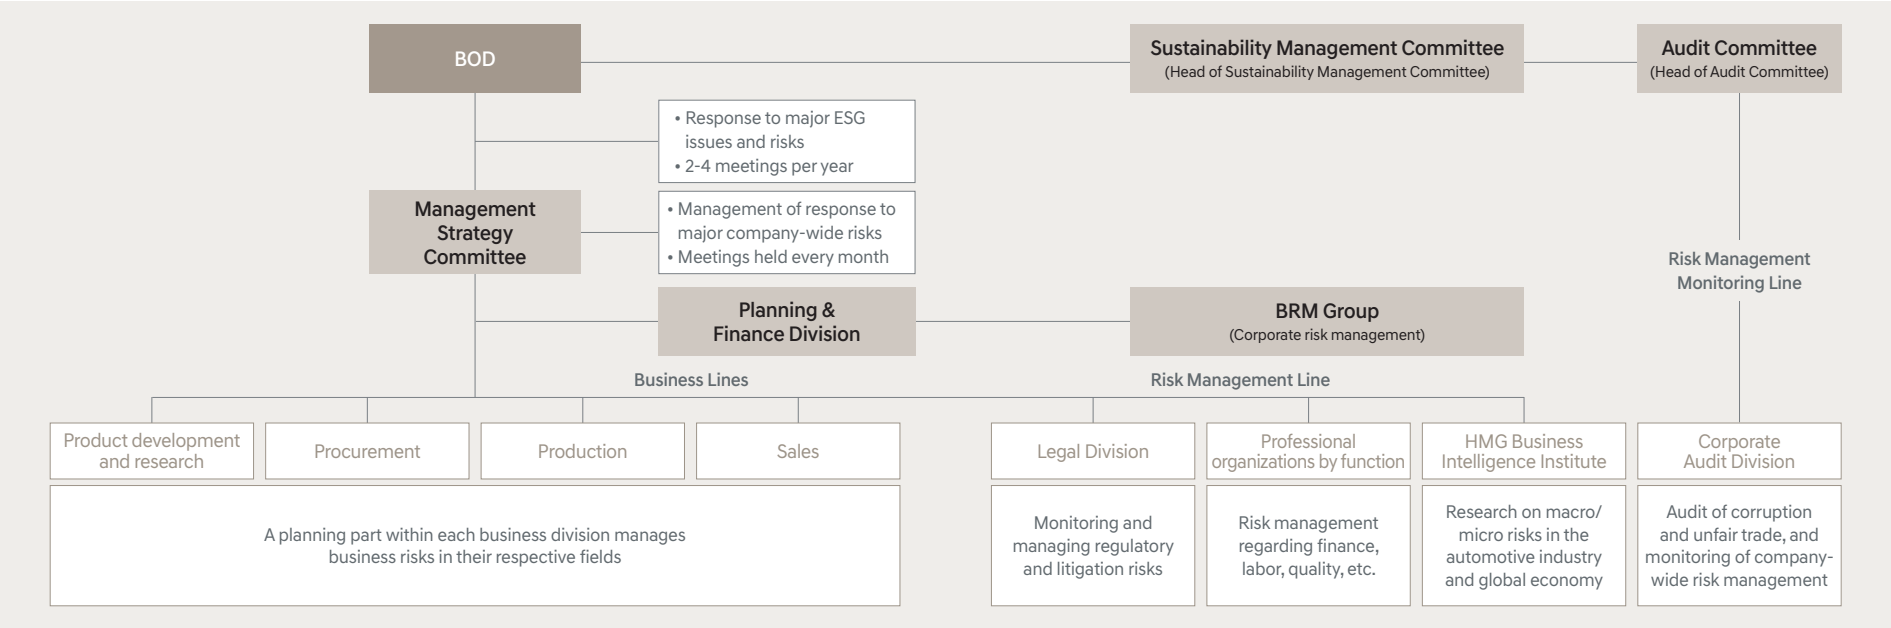 BOD
Sustainability Management Committee
(Head of Sustainability Management Committee)
Audit Committee
(Head of Audit Committee)
• Response to major ESG
issues and risks
• 2-4 meetings per year
Management
Strategy
Committee
• Management of response to
major company-wide risks
• Meetings held every month
Risk Management
Monitoring Line
Planning &
Finance Division
BRM Group
(Corporate risk management)
Business Lines
Risk Management Line
Product development
and research
Procurement
Production
Sales
Legal Division
Professional
organizations by function
HMG Business
Intelligence Institute
Corporate
Audit Division
A planning part within each business division manages
business risks in their respective fields
Monitoring and
managing regulatory
and litigation risks
Risk management
regarding finance,
labor, quality, etc.
Research on macro/
micro risks in the
automotive industry
and global economy
Audit of corruption
and unfair trade, and
monitoring of company-
wide risk management